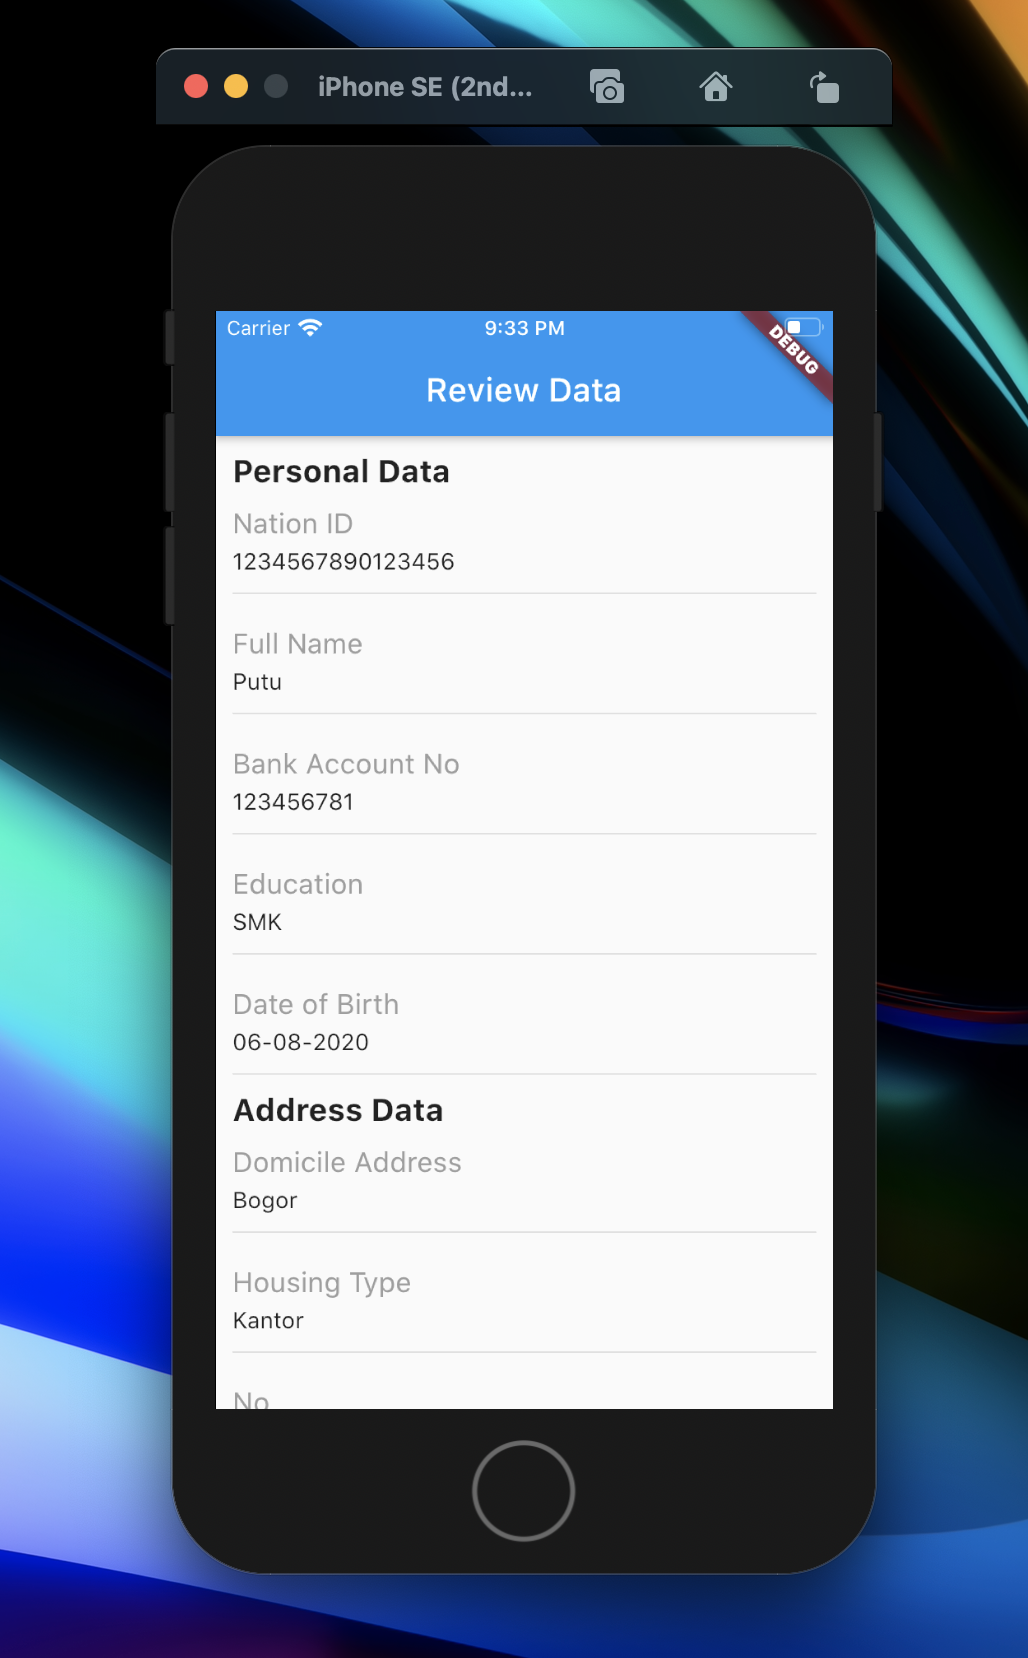 iPhone SE (2nd...
Carrier
9:33 PM
DEBUG
Review Data
Personal Data
Nation ID
1234567890123456
Full Name
Putu
Bank Account No
123456781
Education
SMK
Date of Birth
06-08-2020
Address Data
Domicile Address
Bogor
Housing Type
Kantor
No